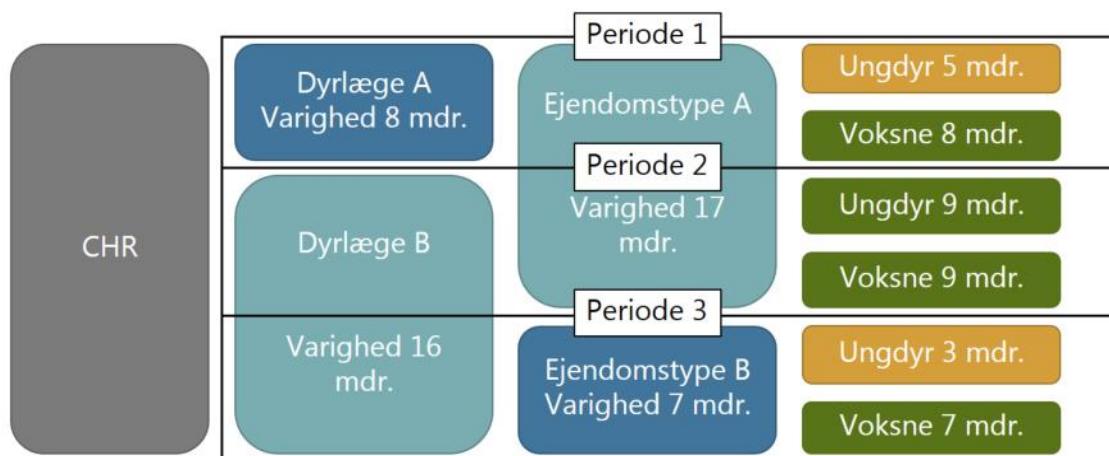 CHR
Periode 1
Dyrlæge A
Varighed 8 mdr.
Ejendomstype A
Ungdyr 5 mdr.
Voksne 8 mdr.
Periode 2
Dyrlæge B
Varighed 17
mdr.
Ungdyr 9 mdr.
Voksne 9 mdr.
Periode 3
Varighed 16
mdr.
Ejendomstype B
Varighed 7 mdr.
Ungdyr 3 mdr.
Voksne 7 mdr.